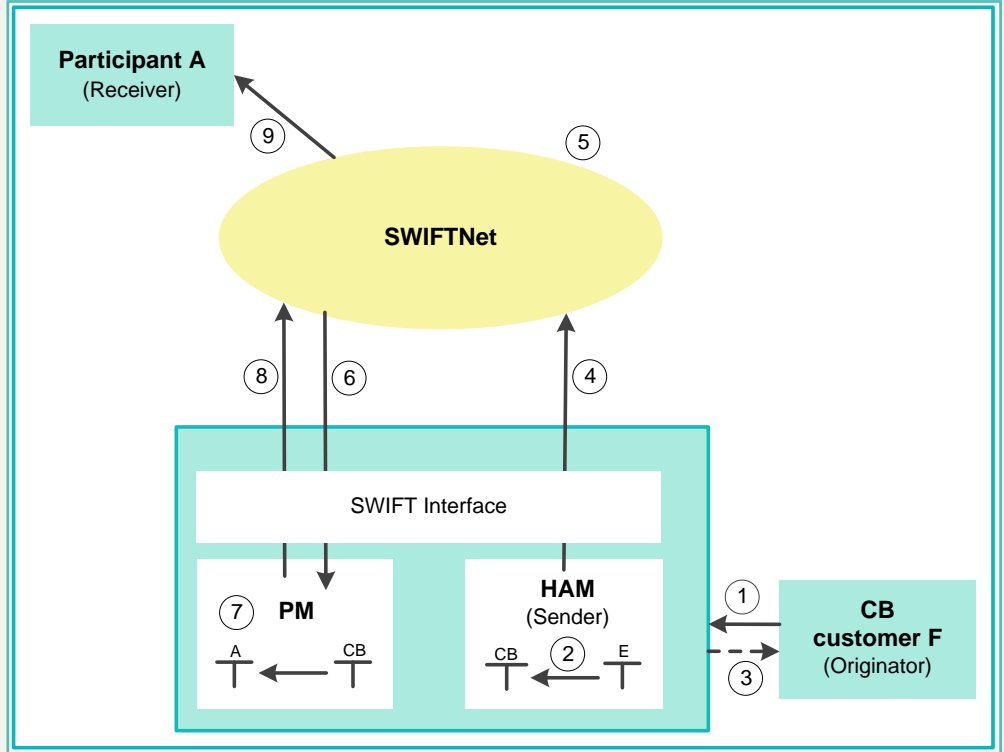 Participant A
(Receiver)
9
5
SWIFTNet
8
6
4
SWIFT Interface
PM
7
A
CB
HAM
(Sender)
CB
2
E
1
3
CB
customer F
(Originator)